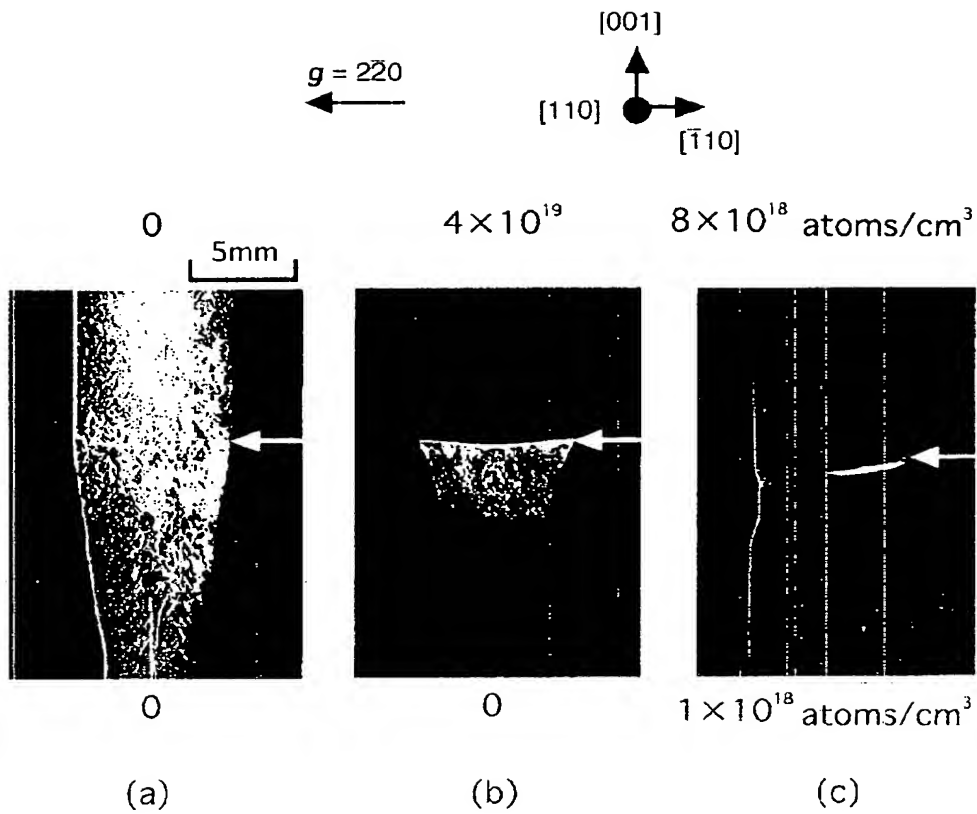 [001]
g = 22̅0
[110]
[1̅10]
0
4×10¹⁹
8×10¹⁸ atoms/cm³
5mm
0
0
1×10¹⁸ atoms/cm³
(a)
(b)
(c)